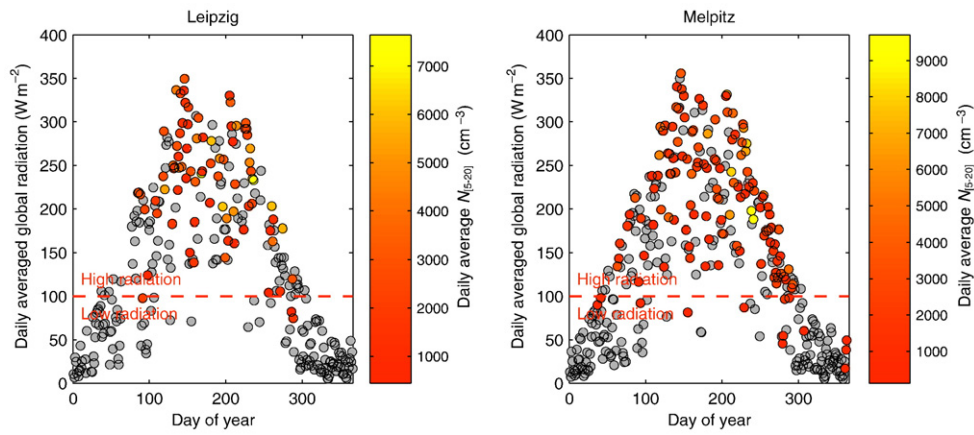 Leipzig
Daily averaged global radiation (W m−2)
400
350
300
250
200
150
100
50
0
High radiation
Low radiation
0 100 200 300
Day of year
7000
6000
5000
4000
3000
2000
1000
Daily average N[5-20] (cm−3)
Melpitz
Daily averaged global radiation (W m−2)
400
350
300
250
200
150
100
50
0
High radiation
Low radiation
0 100 200 300
Day of year
9000
8000
7000
6000
5000
4000
3000
2000
1000
Daily average N[5-20] (cm−3)